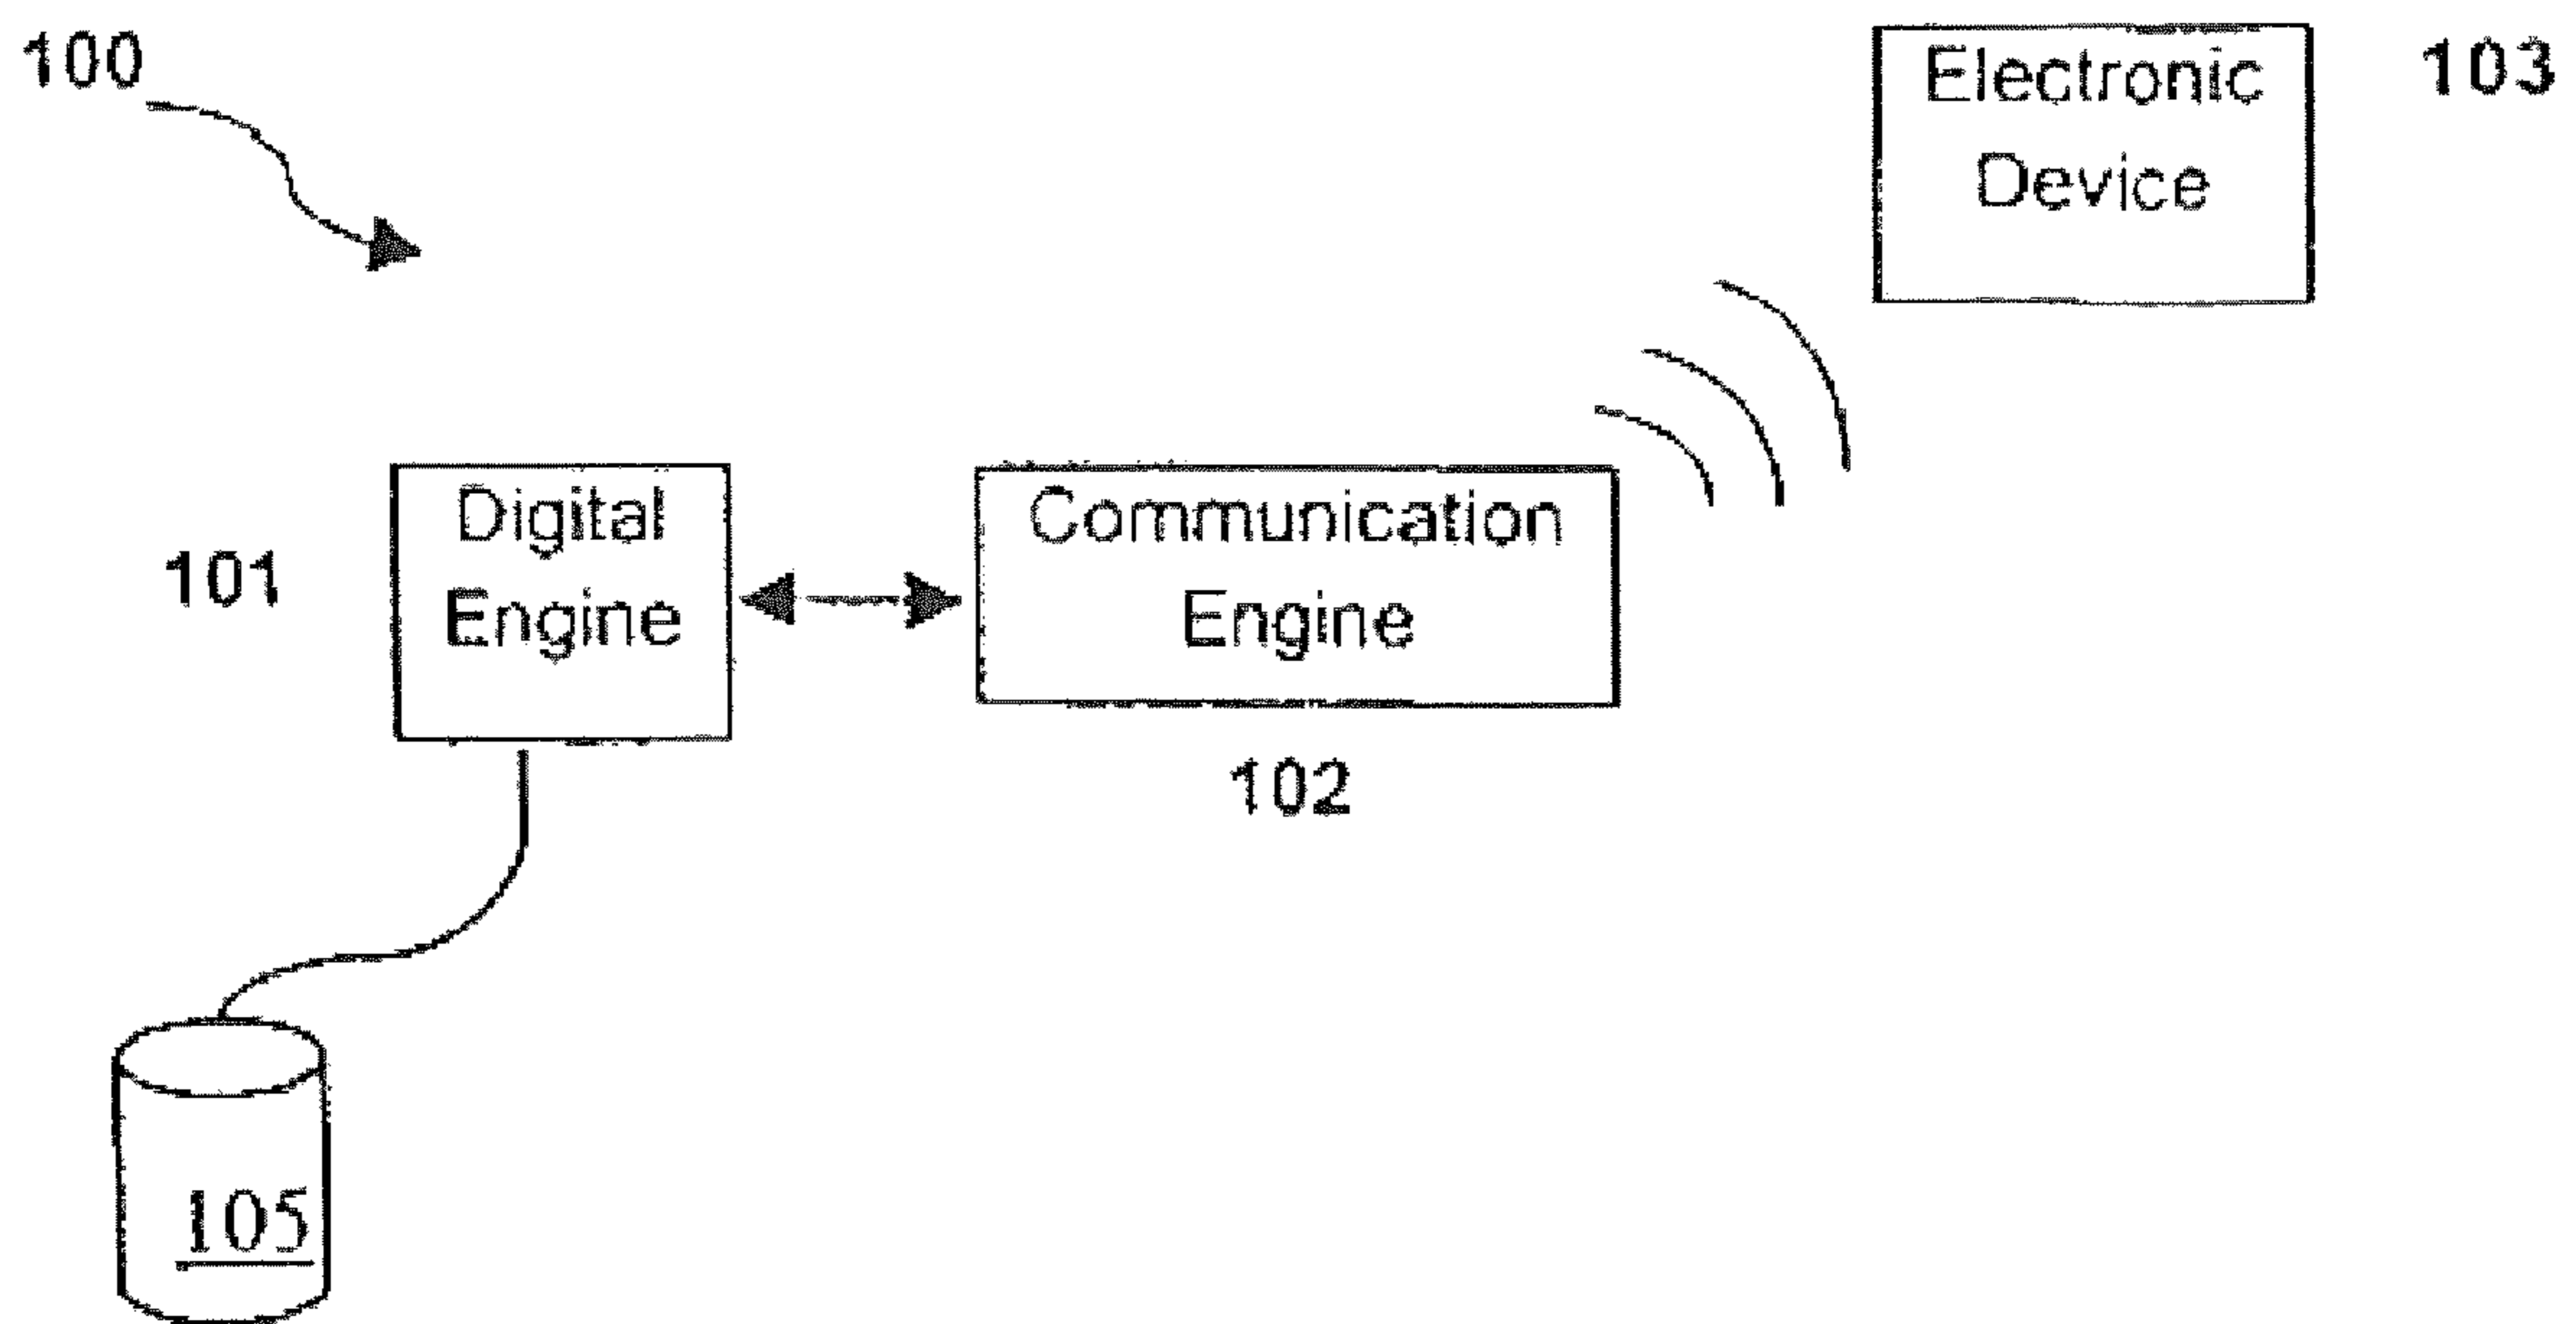 100
Electronic
Device
103
101
Digital
Engine
Communication
Engine
102
105